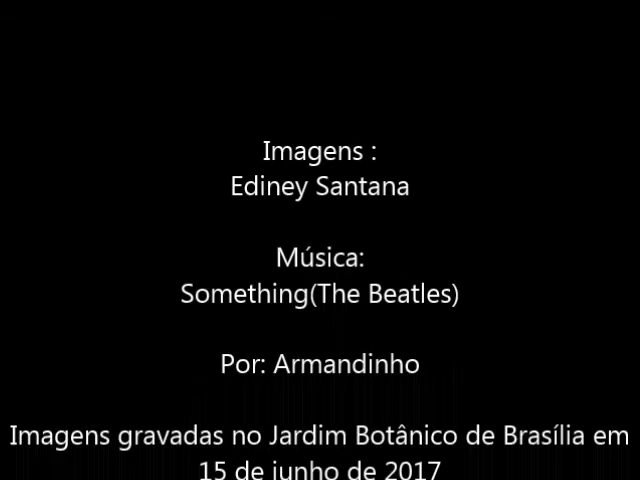 Imagens :
Ediney Santana
Música:
Something(The Beatles)
Por: Armandinho
Imagens gravadas no Jardim Botânico de Brasília em
15 de junho de 2017